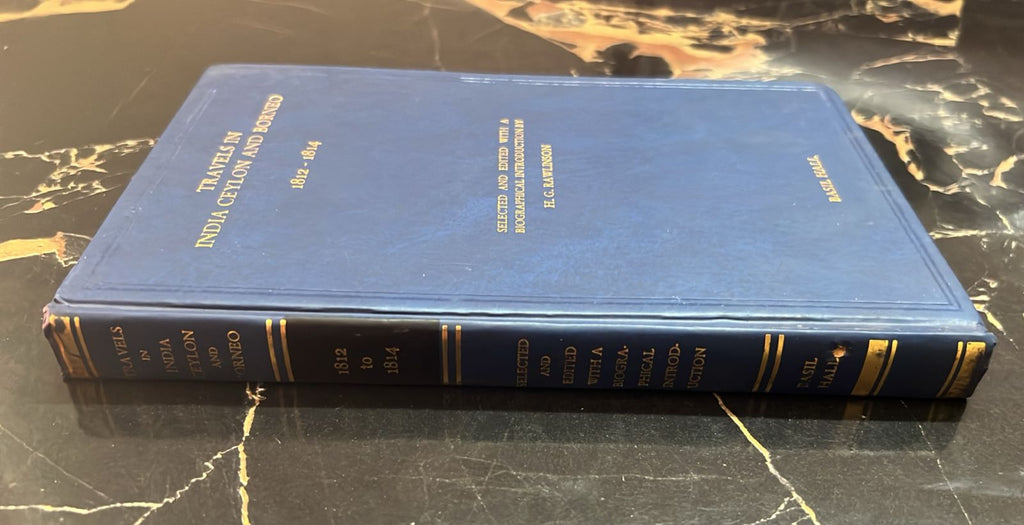 TRAVELS IN
INDIA CEYLON AND BORNEO
1812 - 1814
SELECTED AND EDITED WITH A
BIOGRAPHICAL INTRODUCTION BY
H. G. RAWLINSON
BASIL HALL
TRAVELS
IN
INDIA
CEYLON
AND
BORNEO
1812
to
1814
SELECTED
AND
EDITED
WITH A
BIOGRA-
PHICAL
INTROD-
UCTION
BASIL
HALL